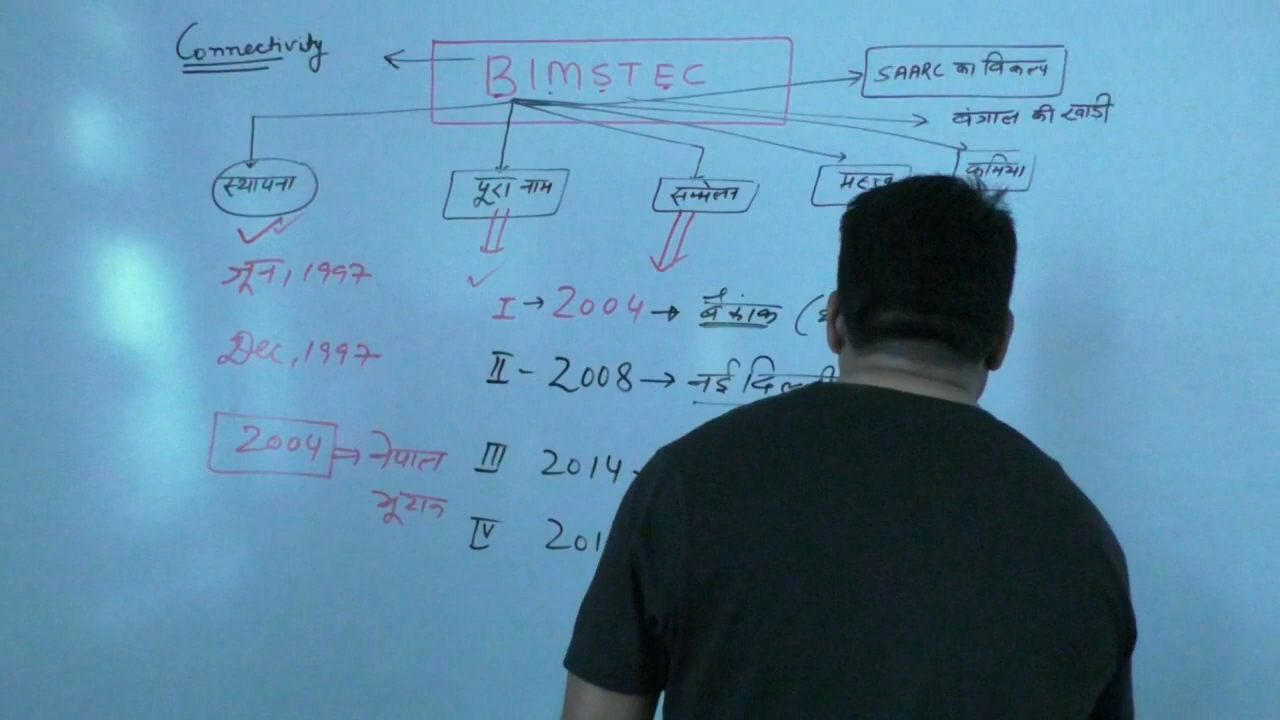 Connectivity
BIMSTEC
SAARC का विकल्प
बंगाल की खाडी
स्थापना
पूरा नाम
सम्मेलन
कमियां
जून, 1997
Dec, 1997
2004 ⇒ नेपाल
भूटान
I → 2004 → बैंकाक (
II - 2008 → नई दिल्ली
III 2014 -
IV 201